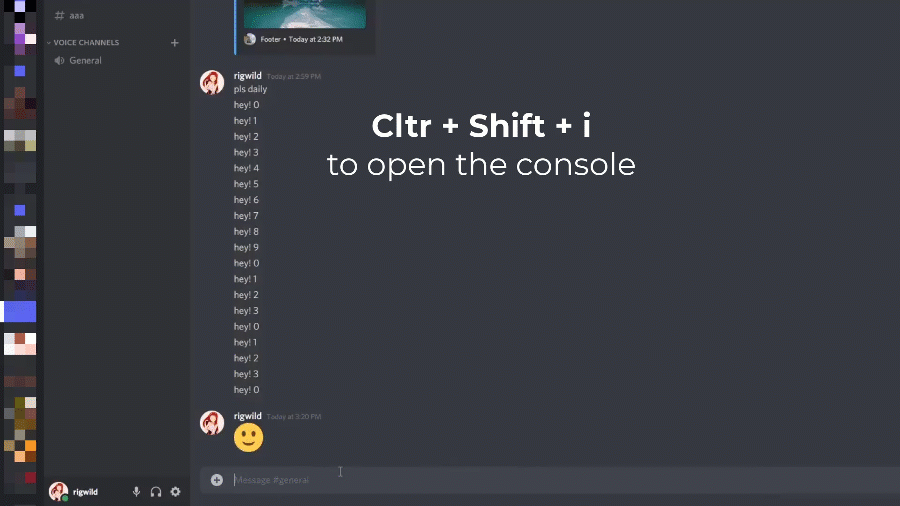 # aaa
VOICE CHANNELS +
General
Footer • Today at 2:32 PM
rigwild Today at 2:59 PM
pls daily
hey! 0
hey! 1
hey! 2
hey! 3
hey! 4
hey! 5
hey! 6
hey! 7
hey! 8
hey! 9
hey! 0
hey! 1
hey! 2
hey! 3
hey! 0
hey! 1
hey! 2
hey! 3
hey! 0
Cltr + Shift + i
to open the console
rigwild Today at 3:20 PM
Message #general
rigwild